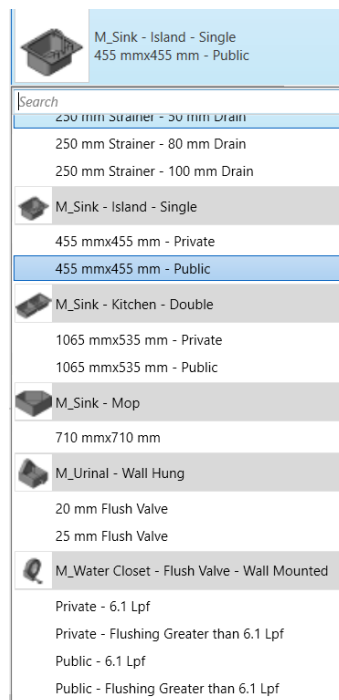 M_Sink - Island - Single
455 mmx455 mm - Public
Search
250 mm Strainer - 50 mm Drain
250 mm Strainer - 80 mm Drain
250 mm Strainer - 100 mm Drain
M_Sink - Island - Single
455 mmx455 mm - Private
455 mmx455 mm - Public
M_Sink - Kitchen - Double
1065 mmx535 mm - Private
1065 mmx535 mm - Public
M_Sink - Mop
710 mmx710 mm
M_Urinal - Wall Hung
20 mm Flush Valve
25 mm Flush Valve
M_Water Closet - Flush Valve - Wall Mounted
Private - 6.1 Lpf
Private - Flushing Greater than 6.1 Lpf
Public - 6.1 Lpf
Public - Flushing Greater than 6.1 Lpf